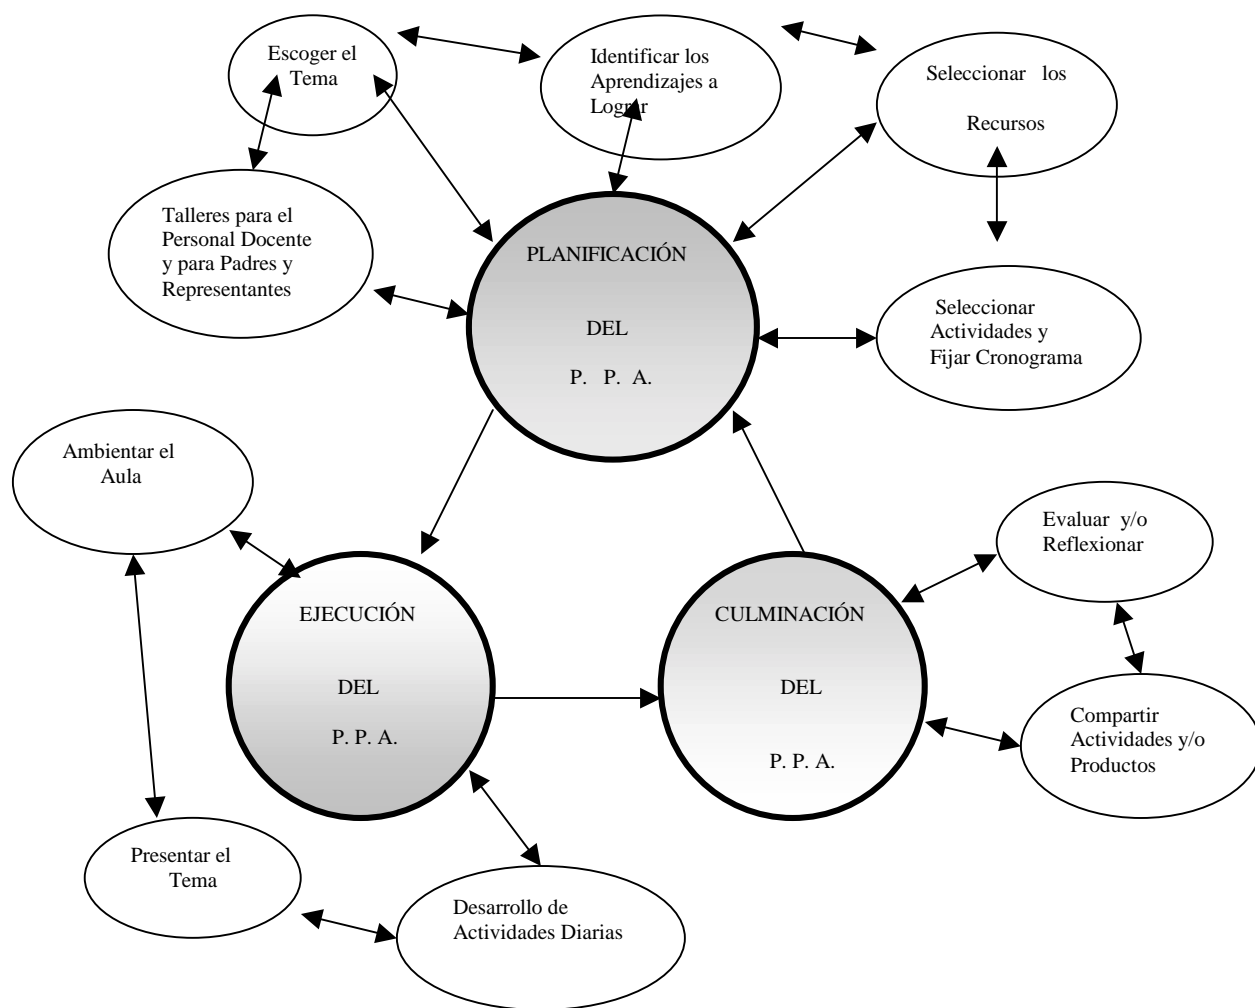 Escoger el
Tema
Identificar los
Aprendizajes a
Lograr
Seleccionar los
Recursos
Talleres para el
Personal Docente
y para Padres y
Representantes
PLANIFICACIÓN
DEL
P. P. A.
Seleccionar
Actividades y
Fijar Cronograma
Ambientar el
Aula
Evaluar y/o
Reflexionar
EJECUCIÓN
DEL
P. P. A.
CULMINACIÓN
DEL
P. P. A.
Compartir
Actividades y/o
Productos
Presentar el
Tema
Desarrollo de
Actividades Diarias